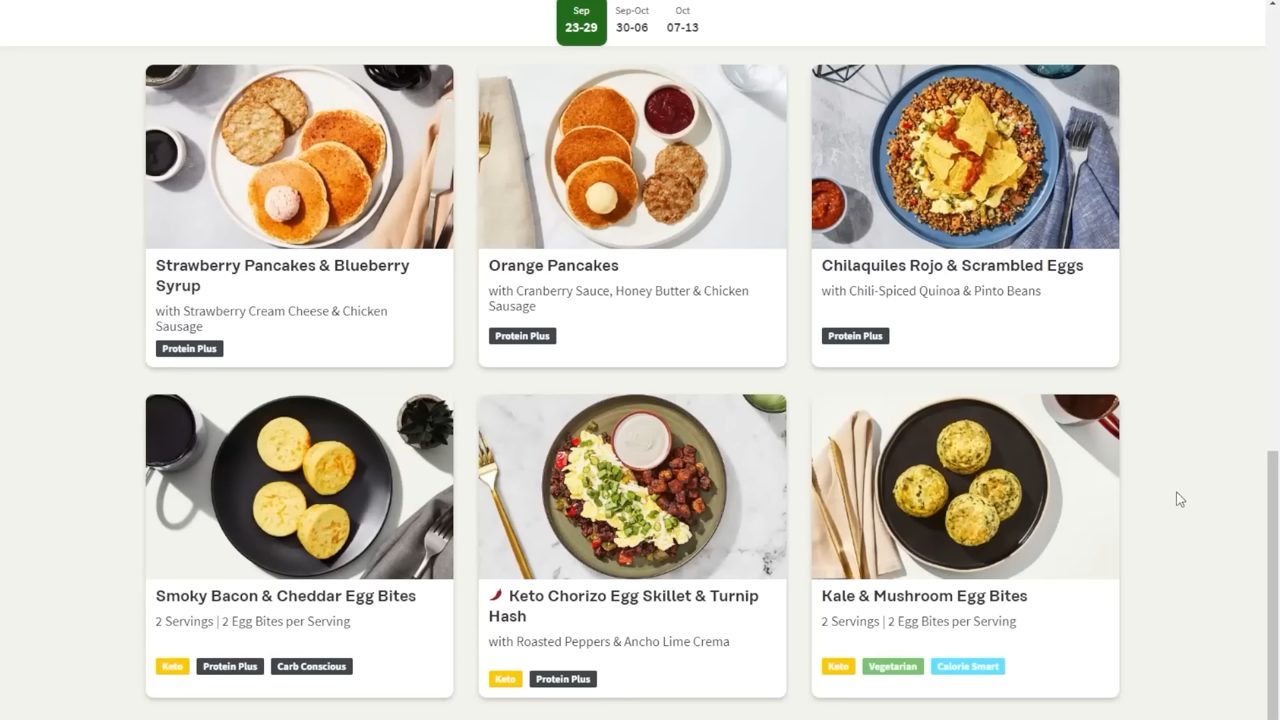 Sep
23-29
Sep-Oct
30-06
Oct
07-13
Strawberry Pancakes & Blueberry
Syrup
with Strawberry Cream Cheese & Chicken
Sausage
Protein Plus
Orange Pancakes
with Cranberry Sauce, Honey Butter & Chicken
Sausage
Protein Plus
Chilaquiles Rojo & Scrambled Eggs
with Chili-Spiced Quinoa & Pinto Beans
Protein Plus
Smoky Bacon & Cheddar Egg Bites
2 Servings | 2 Egg Bites per Serving
Keto
Protein Plus
Carb Conscious
Keto Chorizo Egg Skillet & Turnip
Hash
with Roasted Peppers & Ancho Lime Crema
Keto
Protein Plus
Kale & Mushroom Egg Bites
2 Servings | 2 Egg Bites per Serving
Keto
Vegetarian
Calorie Smart